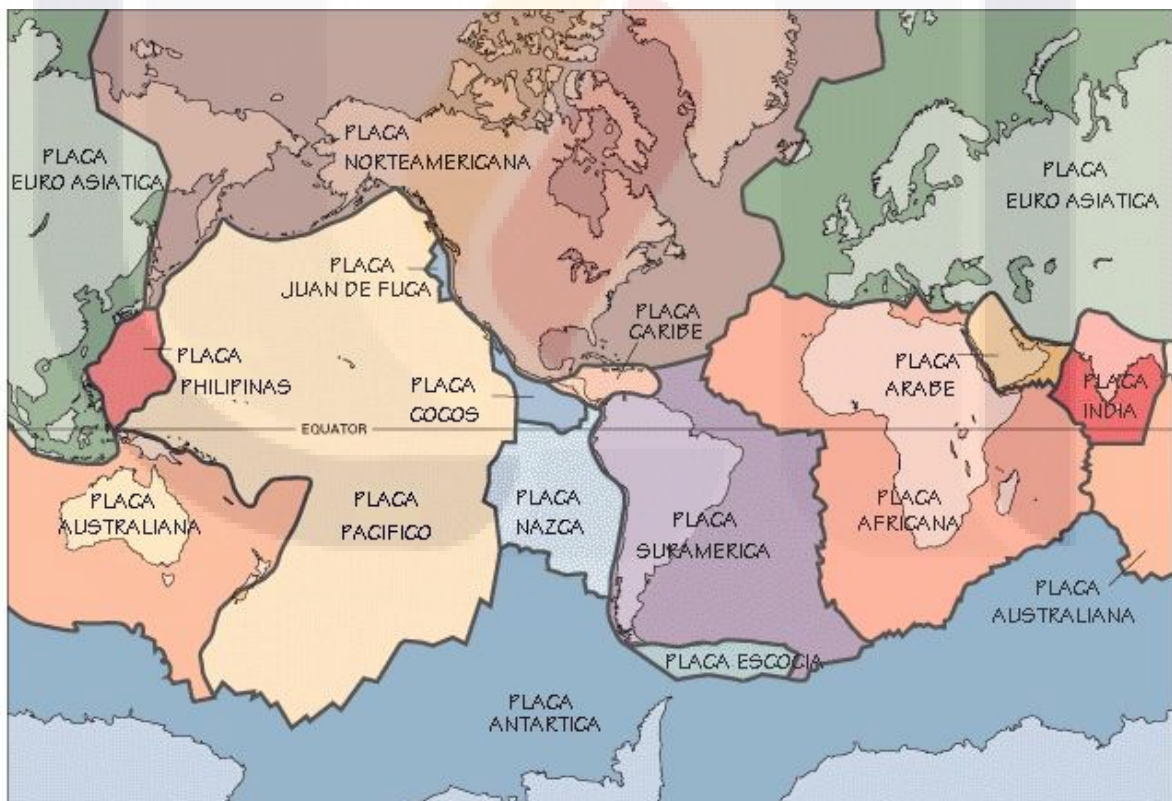 PLACA
NORTEAMERICANA
PLACA
EURO ASIATICA
PLACA
EURO ASIATICA
PLACA
JUAN DE FUCA
PLACA
CARIBE
PLACA
PHILIPINAS
PLACA
COCOS
PLACA
ARABE
PLACA
INDIA
EQUATOR
PLACA
AUSTRALIANA
PLACA
PACIFICO
PLACA
NAZCA
PLACA
SURAMERICA
PLACA
AFRICANA
PLACA
AUSTRALIANA
PLACA ESCOCIA
PLACA
ANTARTICA